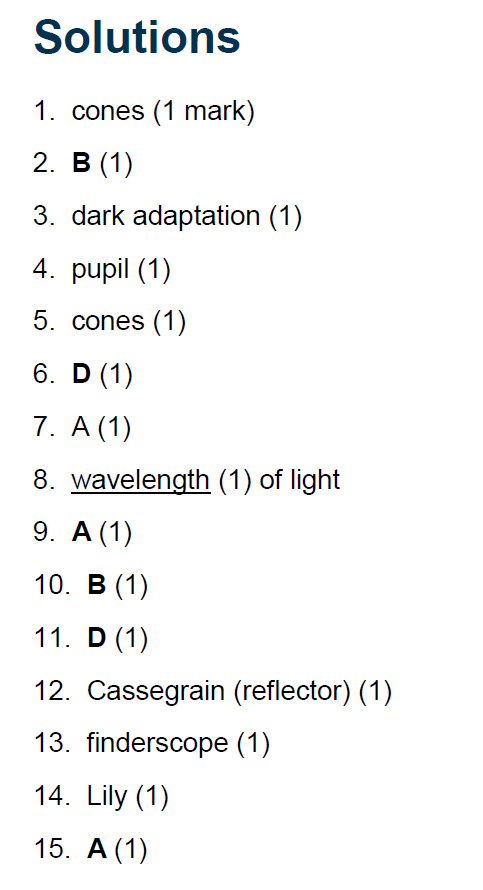 Solutions
1. cones (1 mark)
2. B (1)
3. dark adaptation (1)
4. pupil (1)
5. cones (1)
6. D (1)
7. A (1)
8. wavelength (1) of light
9. A (1)
10. B (1)
11. D (1)
12. Cassegrain (reflector) (1)
13. finderscope (1)
14. Lily (1)
15. A (1)